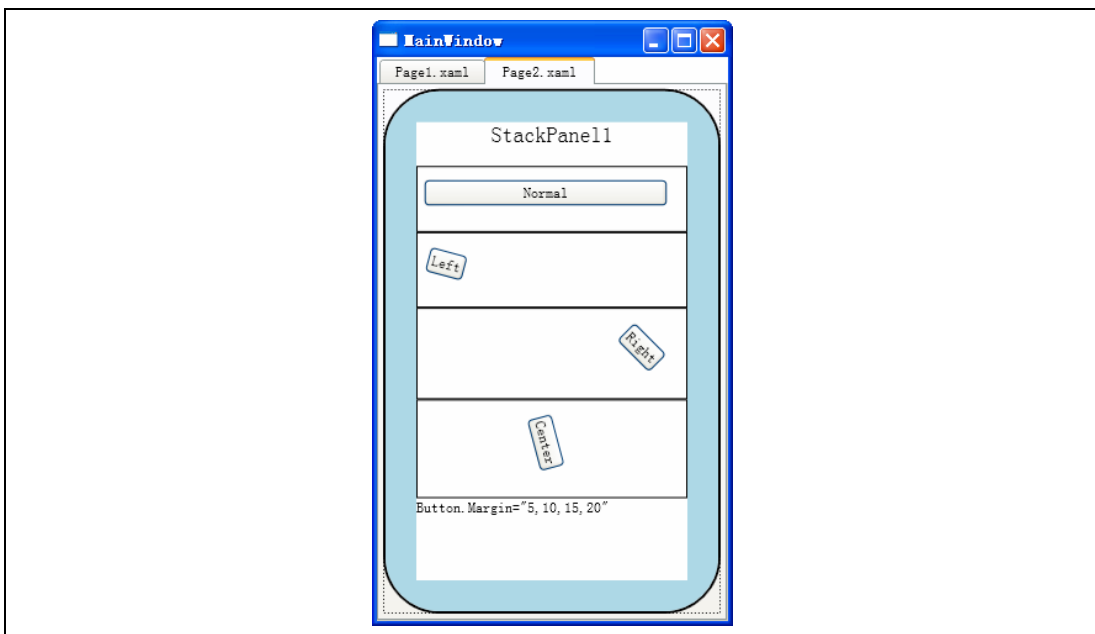 MainWindow
Page1.xaml Page2.xaml
StackPanel1
Normal
Left
Right
Center
Button.Margin="5,10,15,20"